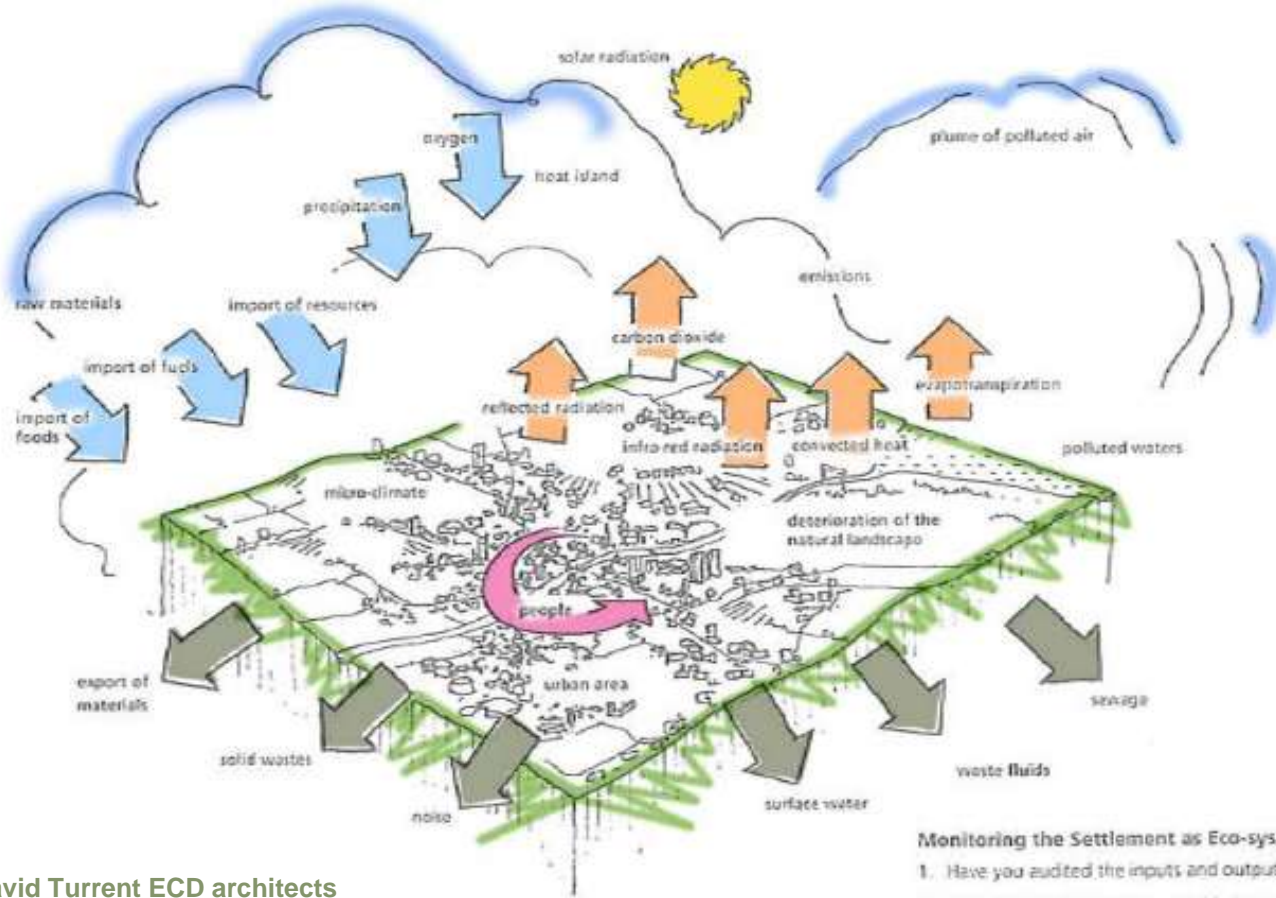 solar radiation
plume of polluted air
oxygen
heat island
precipitation
emissions
raw materials
import of resources
carbon dioxide
import of fuels
evapotranspiration
import of
foods
reflected radiation
infra-red radiation
convected heat
polluted waters
micro-climate
deterioration of the
natural landscape
people
export of
materials
urban area
sewage
solid wastes
waste fluids
surface water
noise
Monitoring the Settlement as Eco-sys
1. Have you audited the inputs and output
vid Turrent ECD architects